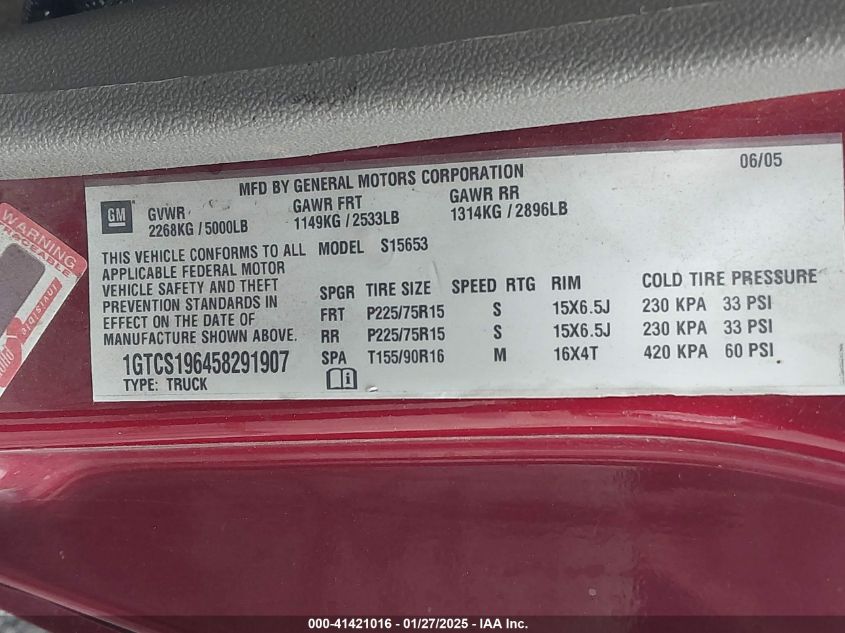 06/05
MFD BY GENERAL MOTORS CORPORATION
GM
GVWR GAWR FRT GAWR RR
2268KG / 5000LB 1149KG / 2533LB 1314KG / 2896LB
THIS VEHICLE CONFORMS TO ALL
APPLICABLE FEDERAL MOTOR
VEHICLE SAFETY AND THEFT
PREVENTION STANDARDS IN
EFFECT ON THE DATE OF
MANUFACTURE SHOWN ABOVE.
1GTCS196458291907
TYPE: TRUCK
MODEL S15653
SPGR TIRE SIZE SPEED RTG RIM COLD TIRE PRESSURE
FRT P225/75R15 S 15X6.5J 230 KPA 33 PSI
RR P225/75R15 S 15X6.5J 230 KPA 33 PSI
SPA T155/90R16 M 16X4T 420 KPA 60 PSI
WARNING
TRACEABLE
000-41421016 - 01/27/2025 - IAA Inc.